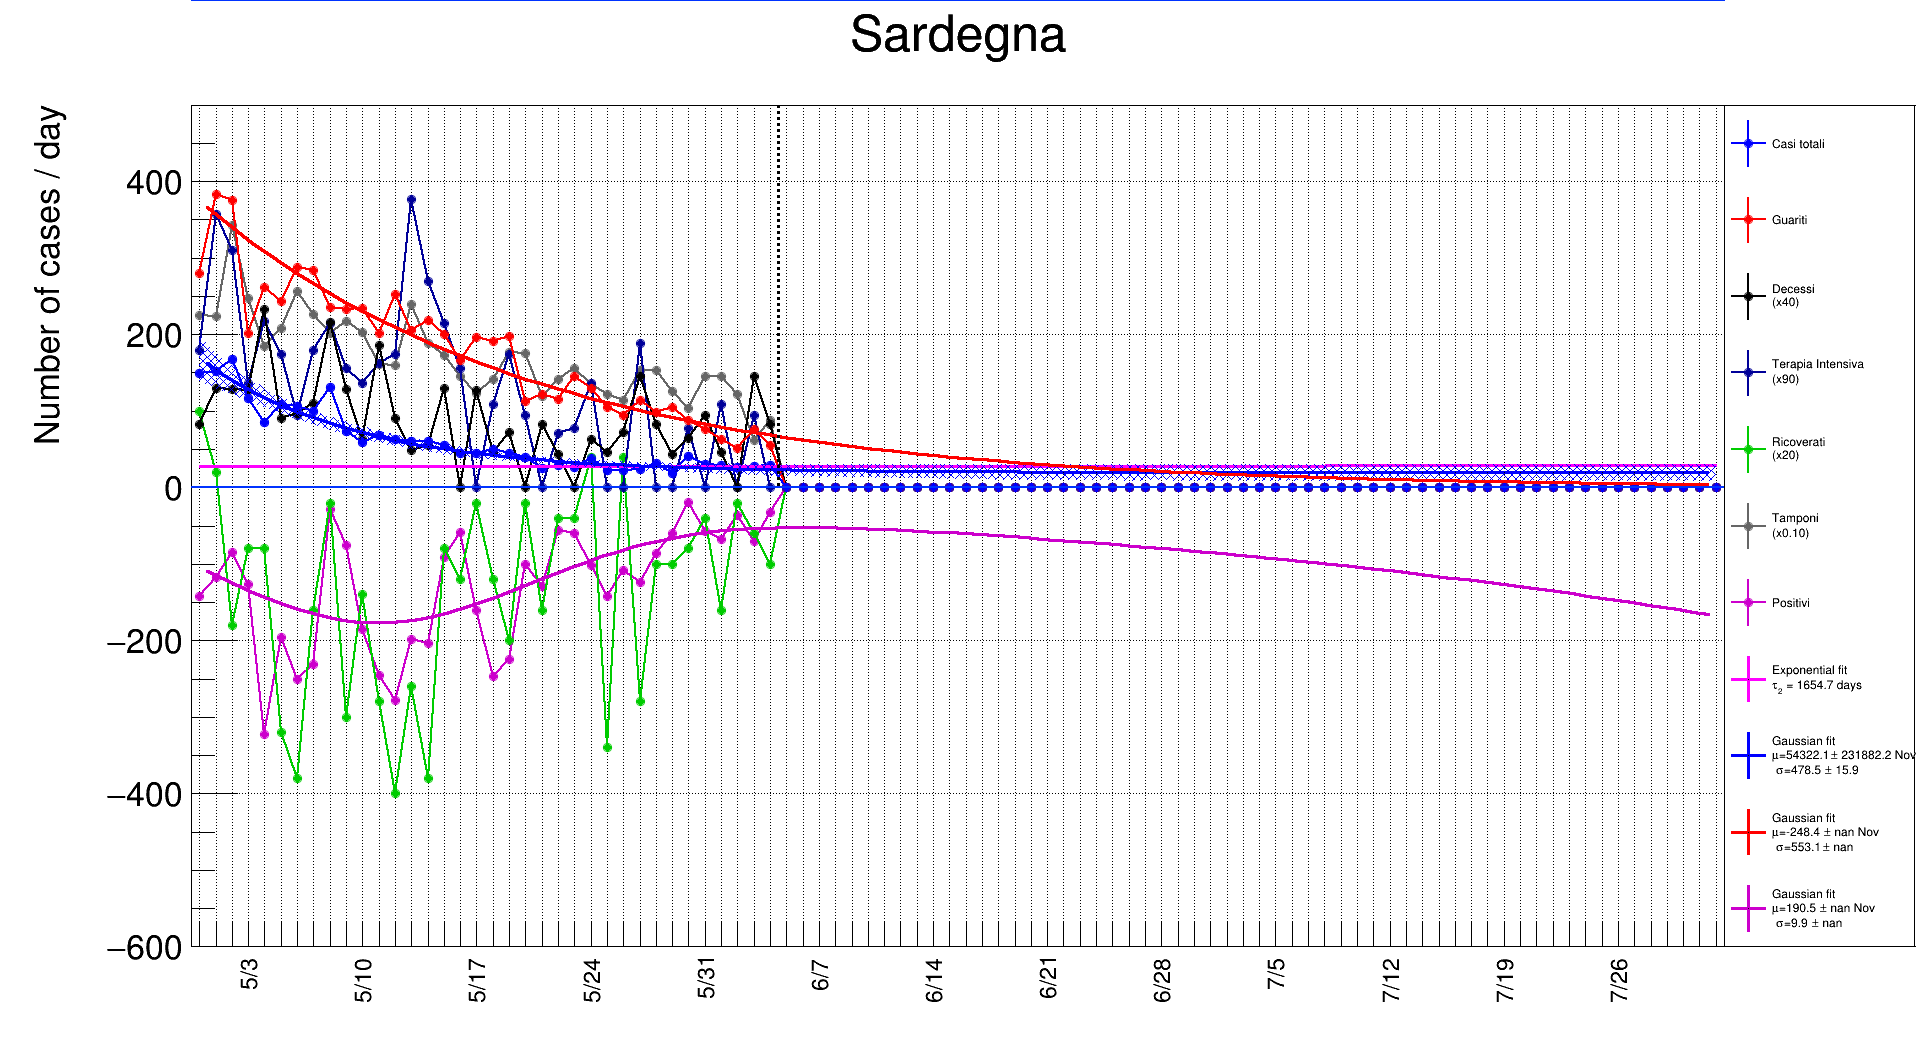 Sardegna
Number of cases / day
400
200
0
−200
−400
−600
5/3
5/10
5/17
5/24
5/31
6/7
6/14
6/21
6/28
7/5
7/12
7/19
7/26
Casi totali
Guariti
Decessi
(x40)
Terapia Intensiva
(x90)
Ricoverati
(x20)
Tamponi
(x0.10)
Positivi
Exponential fit
τ2 = 1654.7 days
Gaussian fit
μ=54322.1 ± 231882.2 Nov
σ=478.5 ± 15.9
Gaussian fit
μ=-248.4 ± nan Nov
σ=553.1 ± nan
Gaussian fit
μ=190.5 ± nan Nov
σ=9.9 ± nan